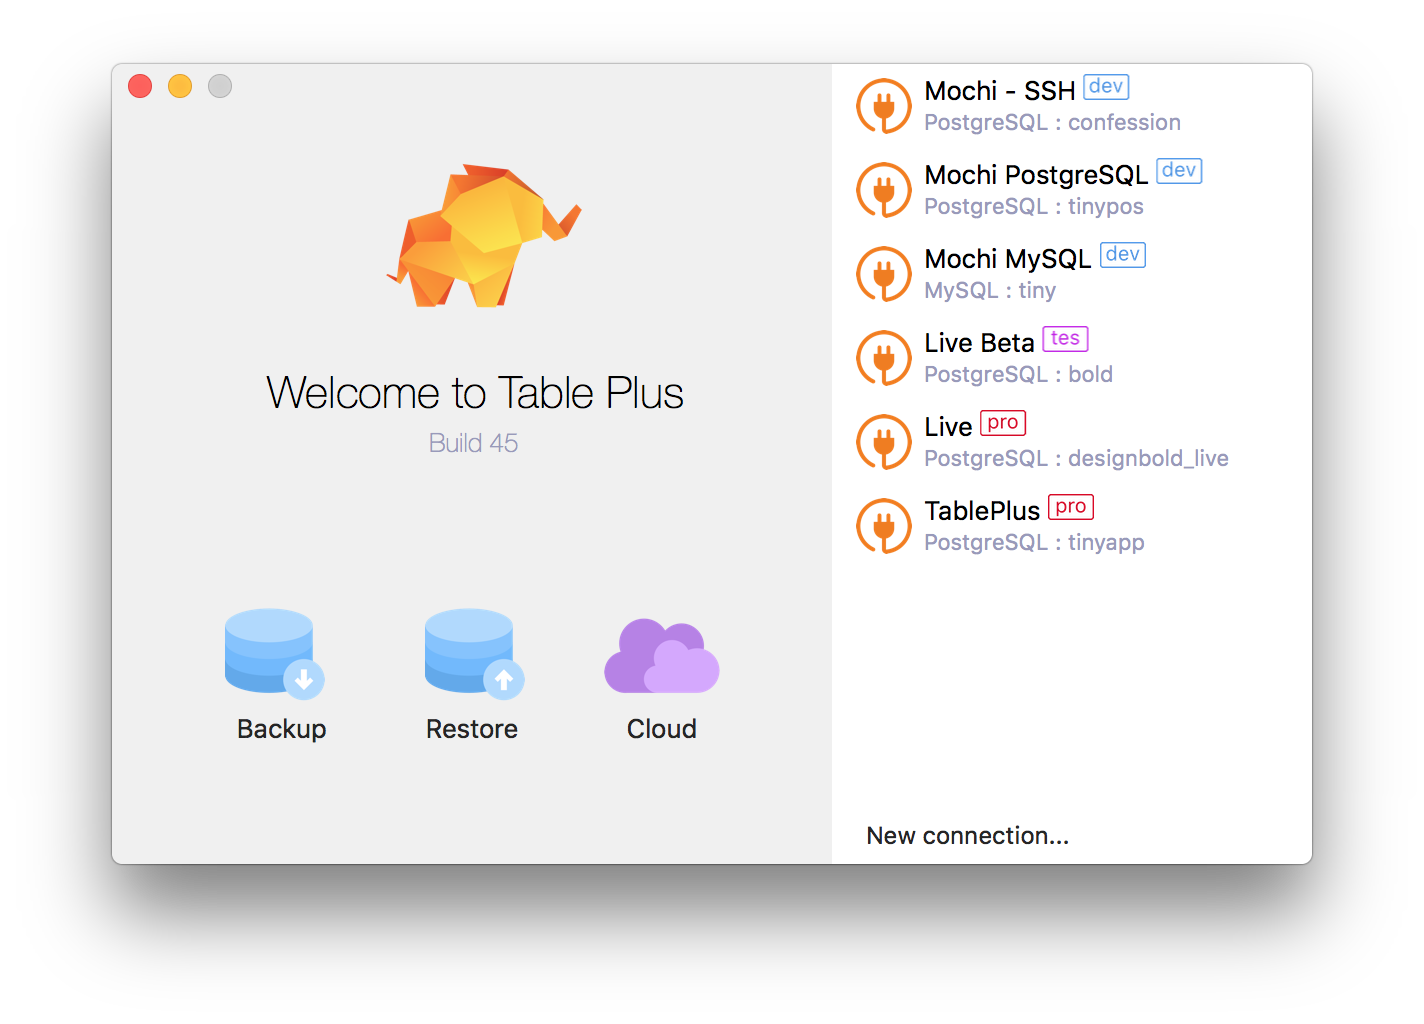 Welcome to Table Plus
Build 45
Backup
Restore
Cloud
Mochi - SSH dev
PostgreSQL : confession
Mochi PostgreSQL dev
PostgreSQL : tinypos
Mochi MySQL dev
MySQL : tiny
Live Beta tes
PostgreSQL : bold
Live pro
PostgreSQL : designbold_live
TablePlus pro
PostgreSQL : tinyapp
New connection...